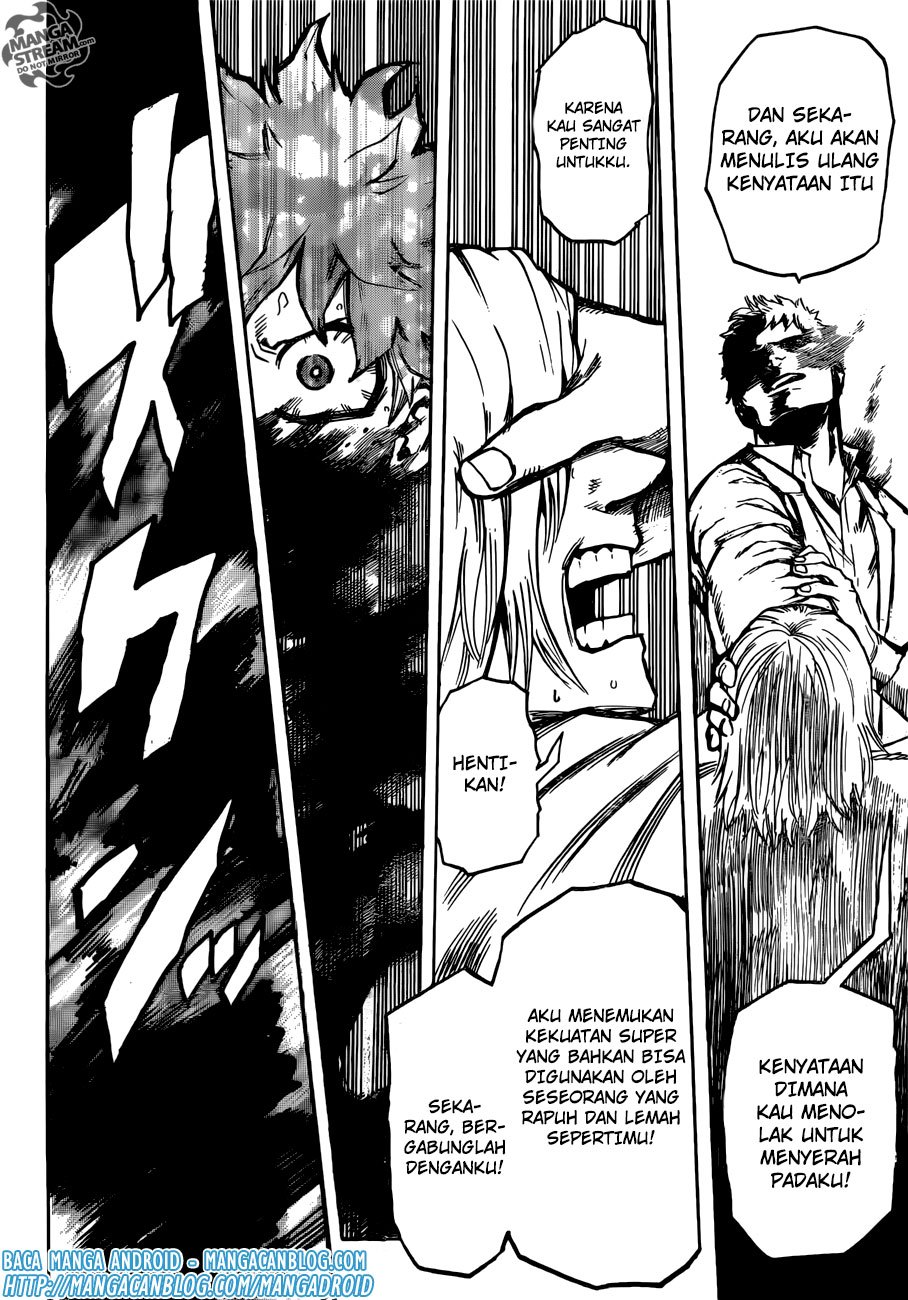 MANGA
STREAM.com
DO NOT MIRROR
DAN SEKA-
RANG, AKU AKAN
MENULIS ULANG
KENYATAAN ITU
KENYATAAN
DIMANA
KAU MENO-
LAK UNTUK
MENYERAH
PADAKU!
KARENA
KAU SANGAT
PENTING
UNTUKKU.
HENTI-
KAN!
AKU MENEMUKAN
KEKUATAN SUPER
YANG BAHKAN BISA
DIGUNAKAN OLEH
SESEORANG YANG
RAPUH DAN LEMAH
SEPERTIMU!
SEKA-
RANG, BER-
GABUNGLAH
DENGANKU!
BACA MANGA ANDROID - MANGACANBLOG.COM
HTTP://MANGACANBLOG.COM/MANGADROID